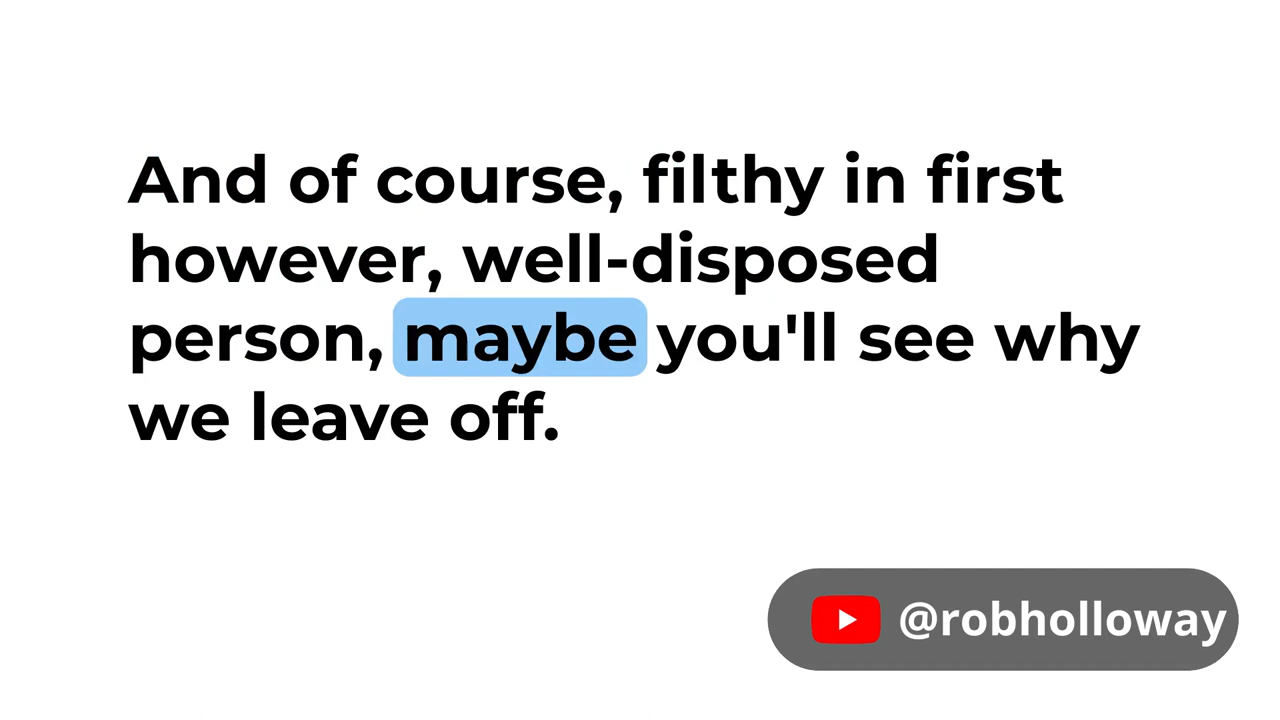 And of course, filthy in first
however, well-disposed
person, maybe you'll see why
we leave off.
@robholloway